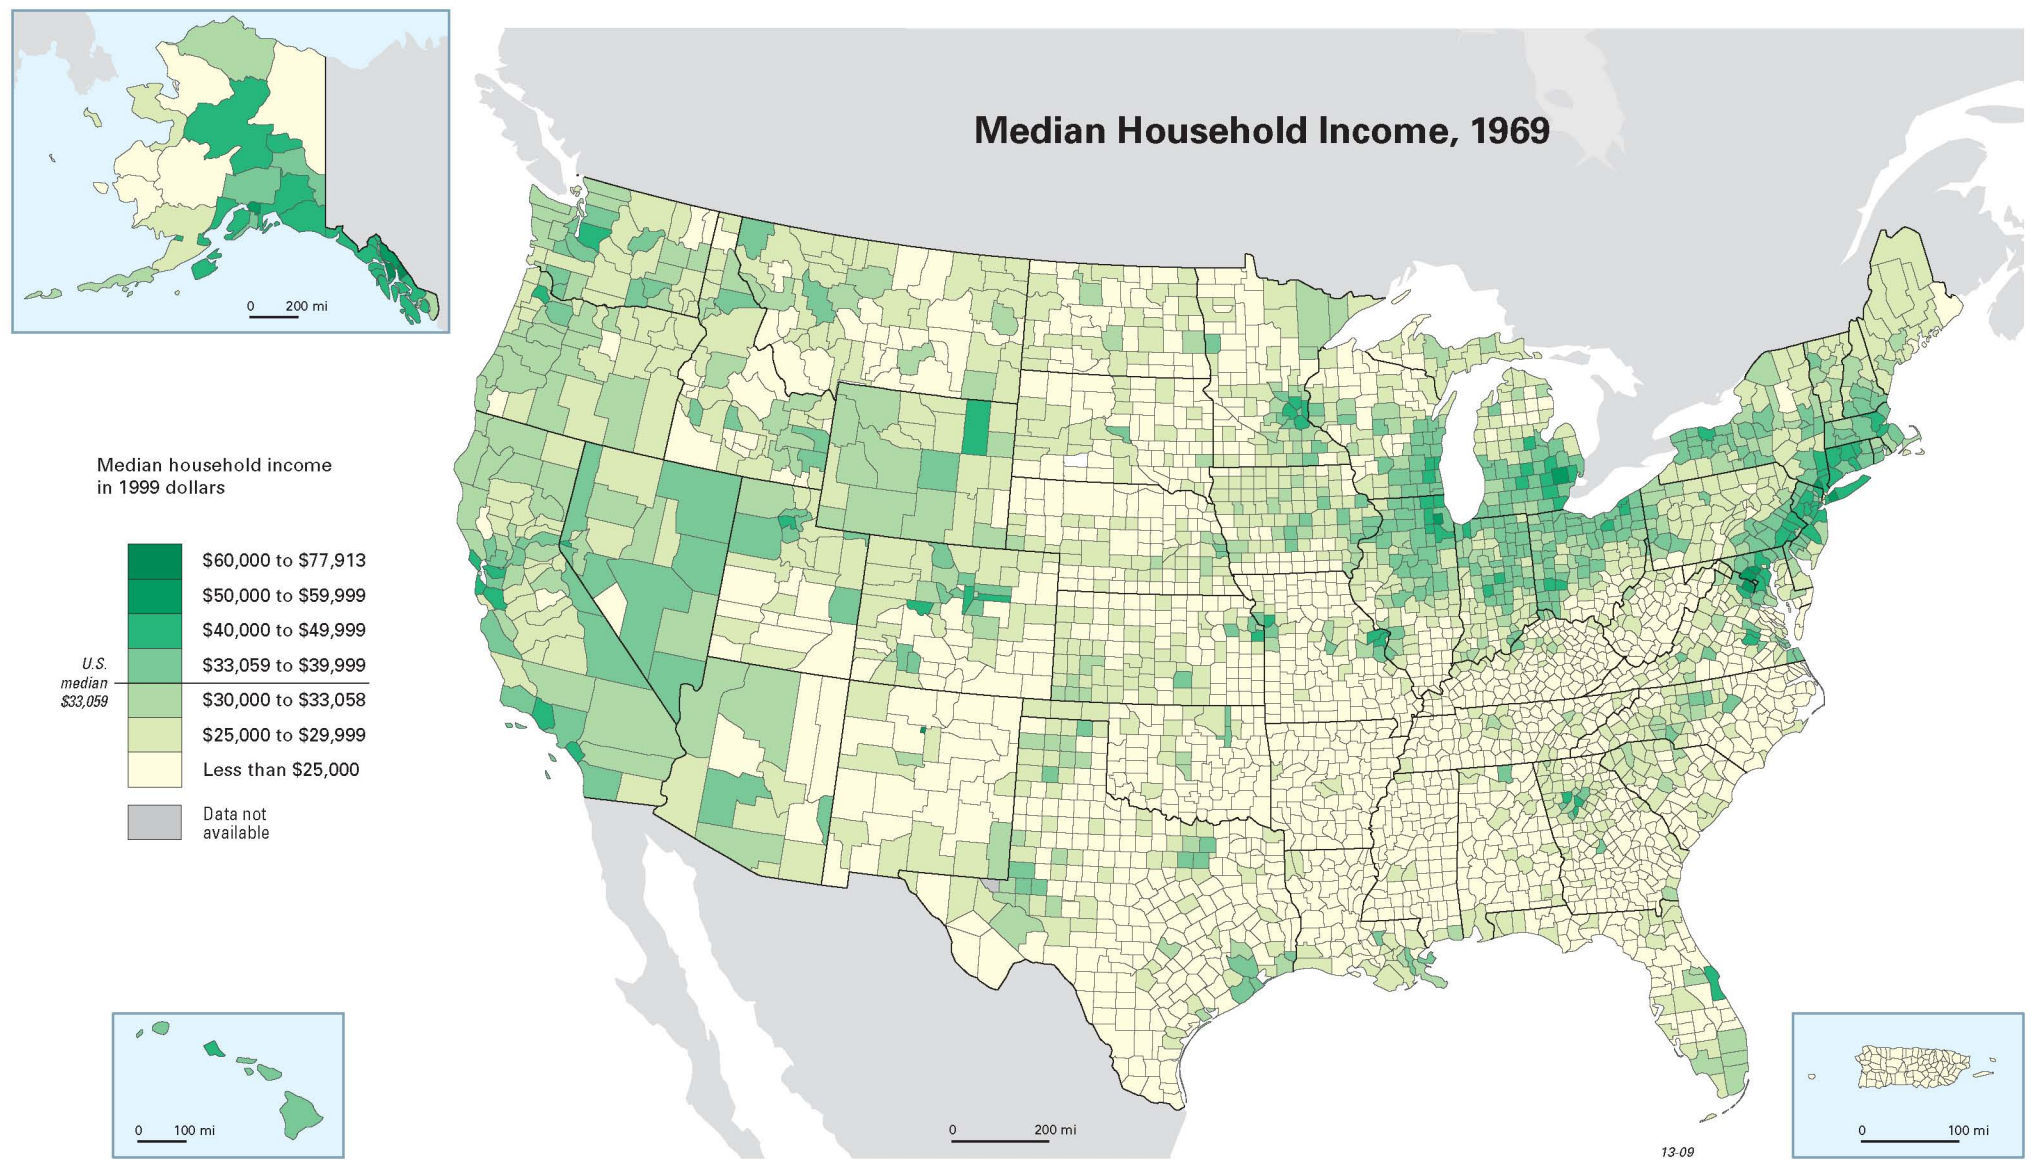 Median Household Income, 1969
0 200 mi
Median household income
in 1999 dollars
$60,000 to $77,913
$50,000 to $59,999
$40,000 to $49,999
$33,059 to $39,999
U.S.
median
$33,059
$30,000 to $33,058
$25,000 to $29,999
Less than $25,000
Data not
available
0 100 mi
0 200 mi
0 100 mi
13-09